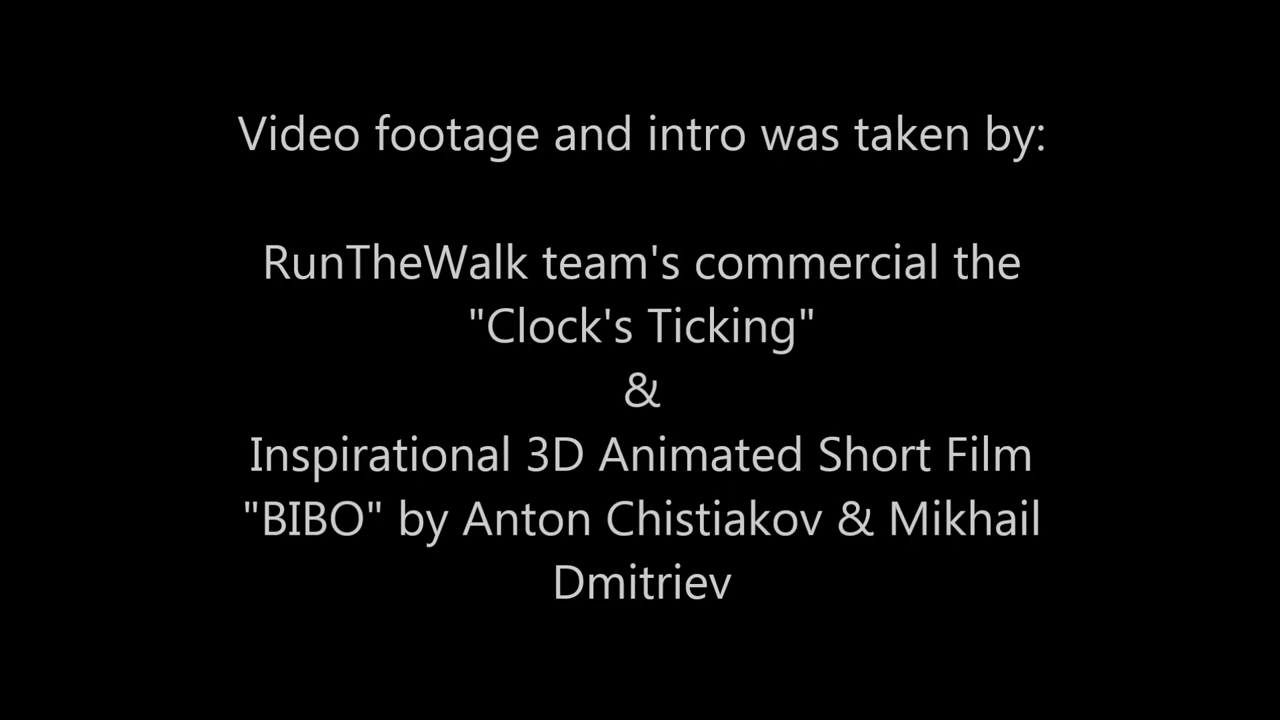 Video footage and intro was taken by:
RunTheWalk team's commercial the
"Clock's Ticking"
&
Inspirational 3D Animated Short Film
"BIBO" by Anton Chistiakov & Mikhail
Dmitriev